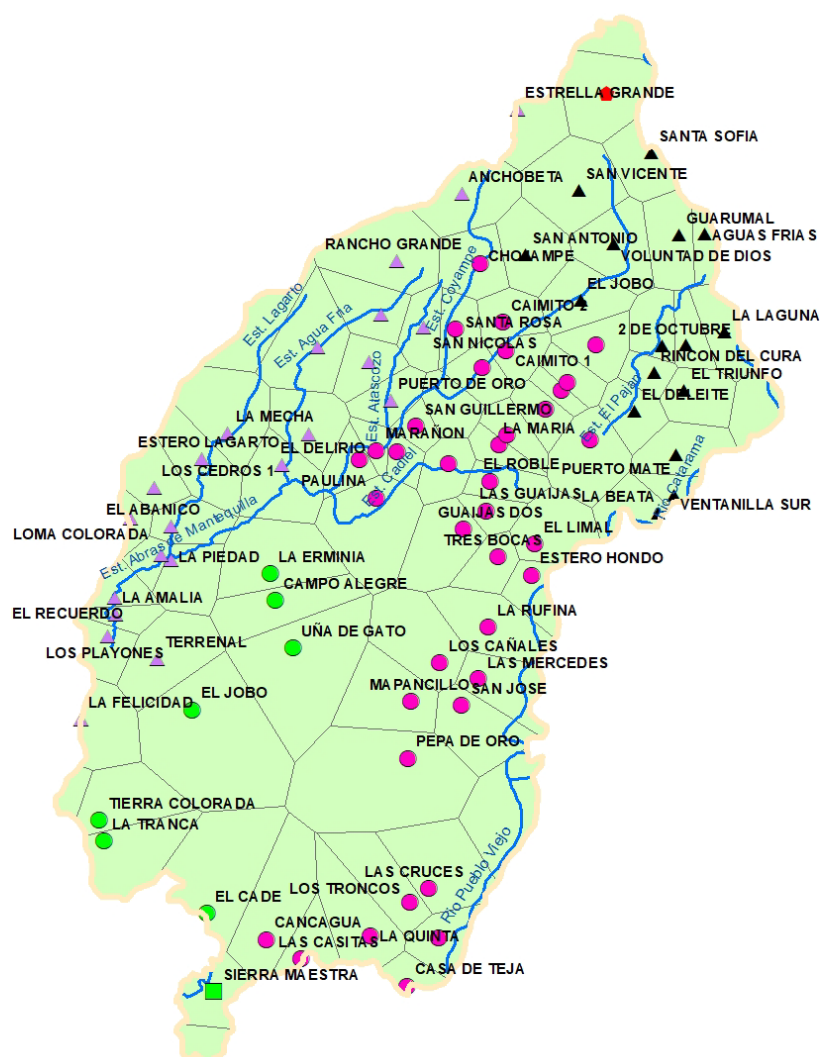 ESTRELLA GRANDE
SANTA SOFIA
ANCHOBETA
SAN VICENTE
GUARUMAL
AGUAS FRIAS
RANCHO GRANDE
SAN ANTONIO
CHOJAMPE
VOLUNTAD DE DIOS
Est. Coyampe
EL JOBO
Est. Lagarto
Est. Agua Fria
CAIMITO 2
LA LAGUNA
SANTA ROSA
2 DE OCTUBRE
SAN NICOLAS
CAIMITO 1
RINCON DEL CURA
EL TRIUNFO
PUERTO DE ORO
Est. Atascozo
EL DELEITE
Est. El Pajan
SAN GUILLERMO
LA MECHA
LA MARIA
ESTERO LAGARTO
EL DELIRIO
MARAÑON
LOS CEDROS 1
EL ROBLE
PUERTO MATE
PAULINA
Est. Cadiel
LAS GUAIJAS
LA BEATA
Rio Catarama
VENTANILLA SUR
EL ABANICO
GUAIJAS DOS
Est. Abras de Mantequilla
LOMA COLORADA
EL LIMAL
TRES BOCAS
LA PIEDAD
LA ERMINIA
ESTERO HONDO
CAMPO ALEGRE
LA AMALIA
EL RECUERDO
LA RUFINA
UÑA DE GATO
TERRENAL
LOS CAÑALES
LOS PLAYONES
LAS MERCEDES
EL JOBO
MAPANCILLO
SAN JOSE
LA FELICIDAD
PEPA DE ORO
TIERRA COLORADA
LA TRANCA
Rio Pueblo Viejo
LAS CRUCES
LOS TRONCOS
EL CADE
CANCAGUA
LA QUINTA
LAS CASITAS
SIERRA MAESTRA
CASA DE TEJA